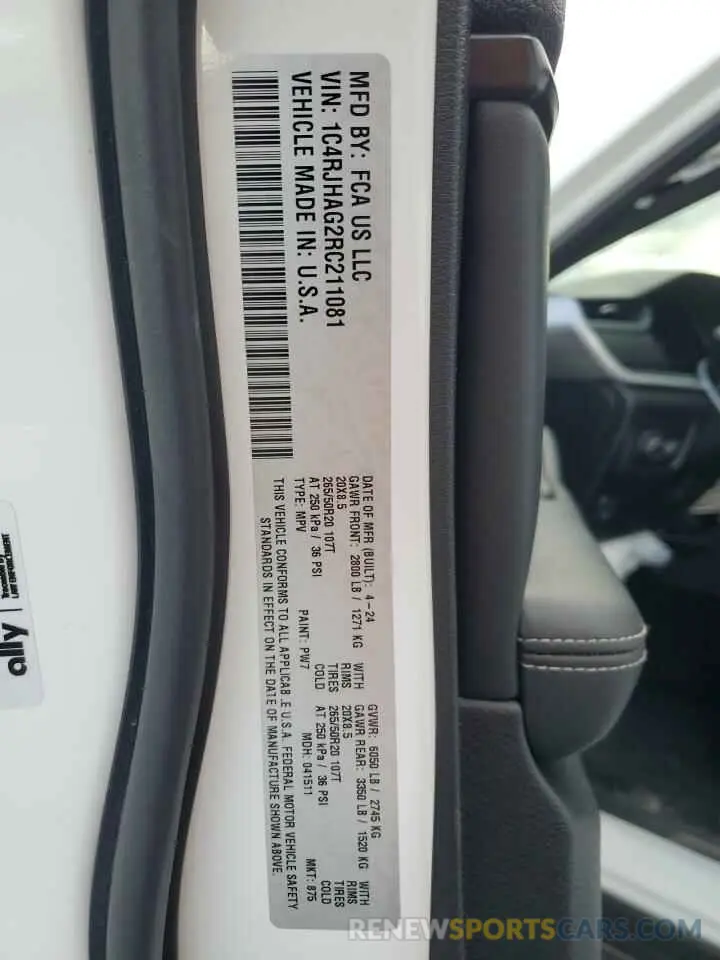 MFD BY: FCA US LLC
VIN: 1C4RJHAG2RC211081
VEHICLE MADE IN: U.S.A.
DATE OF MFR (BUILT): 4-24 GVWR: 6050 LB / 2745 KG
GAWR FRONT: 2800 LB / 1271 KG WITH GAWR REAR: 3350 LB / 1520 KG WITH
20X8.5 RIMS 20X8.5 RIMS
265/50R20 107T TIRES 265/50R20 107T TIRES
AT 250 kPa / 36 PSI COLD AT 250 kPa / 36 PSI COLD
TYPE: MPV PAINT: PW7 MDH: 041511 MKT: 875
THIS VEHICLE CONFORMS TO ALL APPLICAB_E U.S.A. FEDERAL MOTOR VEHICLE SAFETY
STANDARDS IN EFFECT ON THE DATE OF MANUFACTURE SHOWN ABOVE.
ally
LAW ENFORCEMENT
RENEWSPORTSCARS.COM